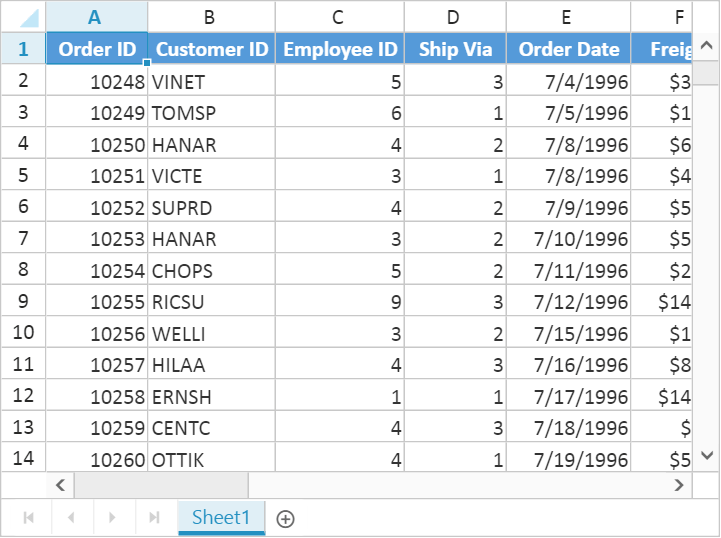 A B C D E F
1 Order ID Customer ID Employee ID Ship Via Order Date Freig
2 10248 VINET 5 3 7/4/1996 $3
3 10249 TOMSP 6 1 7/5/1996 $1
4 10250 HANAR 4 2 7/8/1996 $6
5 10251 VICTE 3 1 7/8/1996 $4
6 10252 SUPRD 4 2 7/9/1996 $5
7 10253 HANAR 3 2 7/10/1996 $5
8 10254 CHOPS 5 2 7/11/1996 $2
9 10255 RICSU 9 3 7/12/1996 $14
10 10256 WELLI 3 2 7/15/1996 $1
11 10257 HILAA 4 3 7/16/1996 $8
12 10258 ERNSH 1 1 7/17/1996 $14
13 10259 CENTC 4 3 7/18/1996 $
14 10260 OTTIK 4 1 7/19/1996 $5
Sheet1